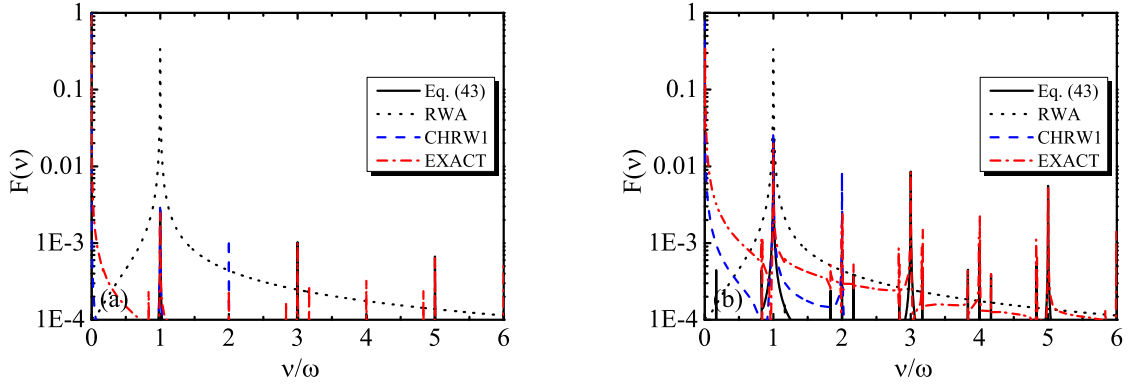 1
0.1
0.01
1E-3
1E-4
F(ν)
Eq. (43)
RWA
CHRW1
EXACT
(a)
0 1 2 3 4 5 6
ν/ω
1
0.1
0.01
1E-3
1E-4
F(ν)
Eq. (43)
RWA
CHRW1
EXACT
(b)
0 1 2 3 4 5 6
ν/ω